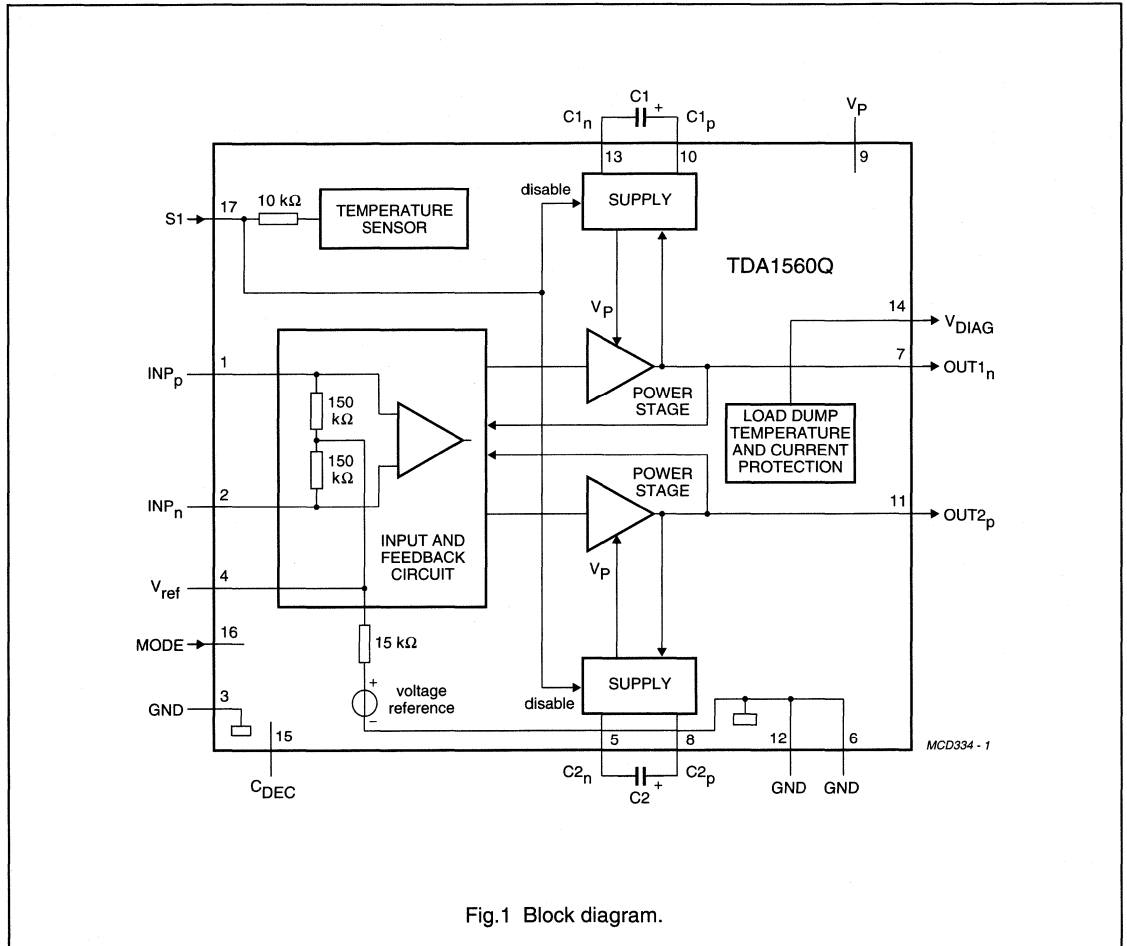 C1
C1n
+
C1p
VP
13
10
9
disable
SUPPLY
S1
17
10 kΩ
TEMPERATURE
SENSOR
TDA1560Q
VP
14
VDIAG
7
OUT1n
INPp
1
150
kΩ
150
kΩ
POWER
STAGE
LOAD DUMP
TEMPERATURE
AND CURRENT
PROTECTION
INPn
2
POWER
STAGE
11
OUT2p
INPUT AND
FEEDBACK
CIRCUIT
VP
Vref
4
MODE
16
15 kΩ
SUPPLY
disable
+
voltage
reference
−
GND
3
15
CDEC
5
8
12
6
MCD334 - 1
C2n
+
C2p
C2
GND
GND
Fig.1 Block diagram.